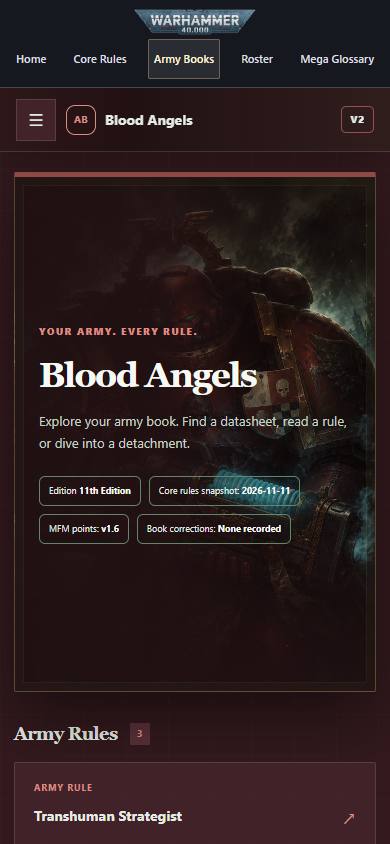 WARHAMMER
40,000
Home Core Rules Army Books Roster Mega Glossary
☰ AB Blood Angels V2
YOUR ARMY. EVERY RULE.
Blood Angels
Explore your army book. Find a datasheet, read a rule,
or dive into a detachment.
Edition 11th Edition Core rules snapshot: 2026-11-11
MFM points: v1.6 Book corrections: None recorded
Army Rules 3
ARMY RULE
Transhuman Strategist ↗